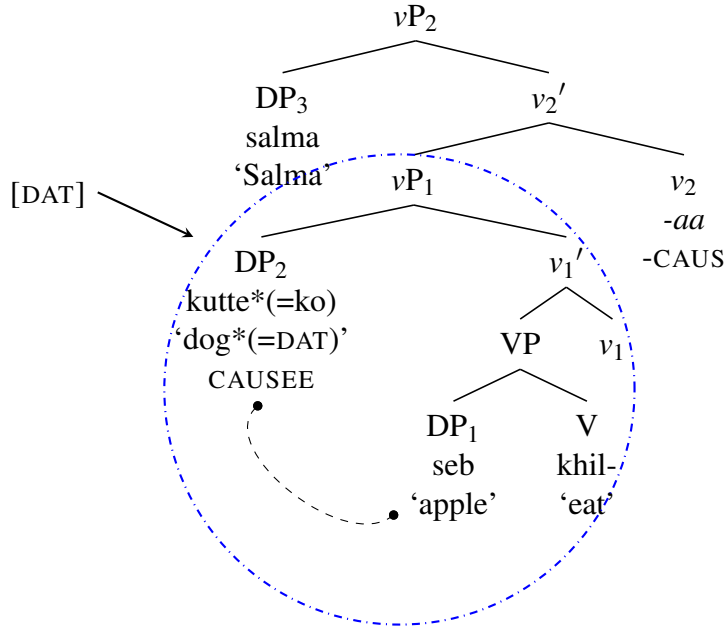 vP₂
DP₃ v₂′
salma
‘Salma’
[DAT] vP₁ v₂
-aa
-CAUS
DP₂ v₁′
kutte*(=ko)
‘dog*(=DAT)’ VP v₁
CAUSEE
DP₁ V
seb khil-
‘apple’ ‘eat’